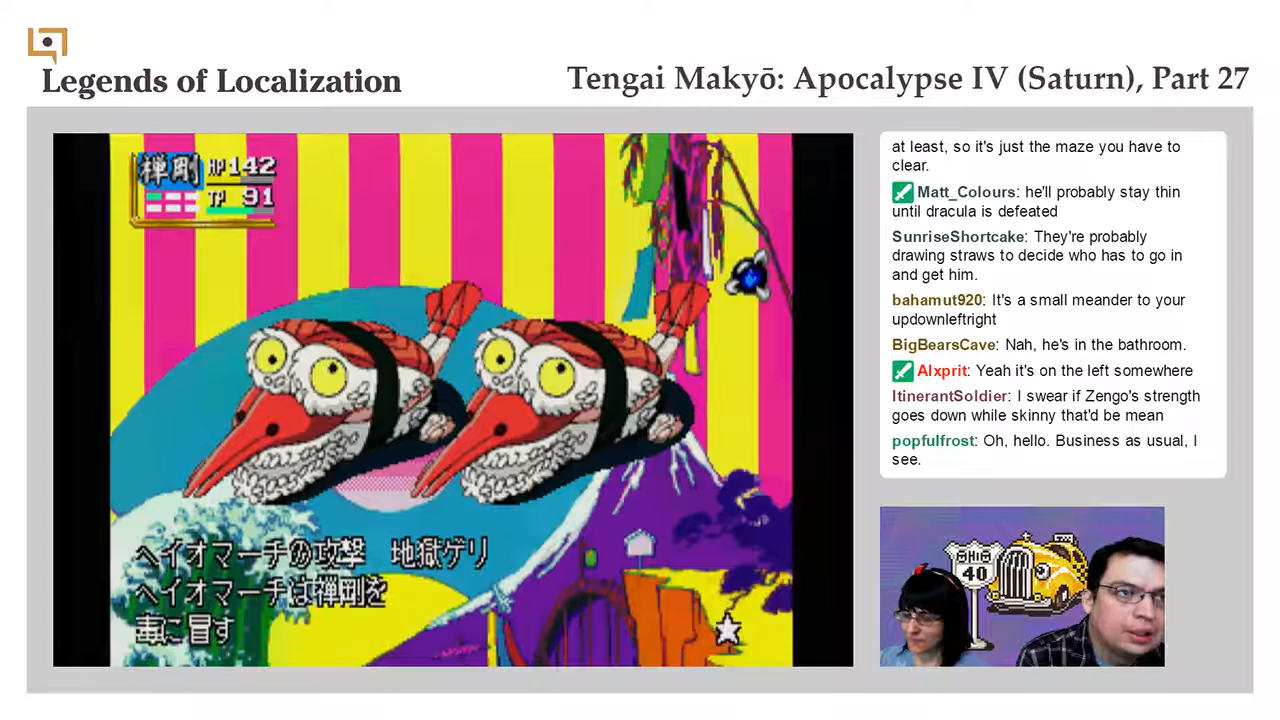 Legends of Localization
Tengai Makyō: Apocalypse IV (Saturn), Part 27
禅剛
HP 142
TP 91
ヘイオマーチの攻撃 地獄ゲリ
ヘイオマーチは禅剛を
毒に冒す
at least, so it's just the maze you have to
clear.
Matt_Colours: he'll probably stay thin
until dracula is defeated
SunriseShortcake: They're probably
drawing straws to decide who has to go in
and get him.
bahamut920: It's a small meander to your
updownleftright
BigBearsCave: Nah, he's in the bathroom.
Alxprit: Yeah it's on the left somewhere
ItinerantSoldier: I swear if Zengo's strength
goes down while skinny that'd be mean
popfulfrost: Oh, hello. Business as usual, I
see.
OHIO
40